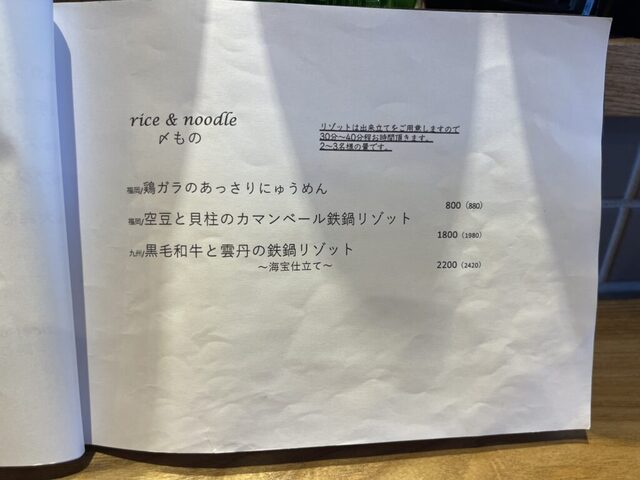 rice & noodle
〆もの
リゾットは出来立てをご用意しますので
30分〜40分程お時間頂きます。
2〜3名様の量です。
福岡/鶏ガラのあっさりにゅうめん
800（880）
福岡/空豆と貝柱のカマンベール鉄鍋リゾット
1800（1980）
九州/黒毛和牛と雲丹の鉄鍋リゾット
〜海宝仕立て〜
2200（2420）